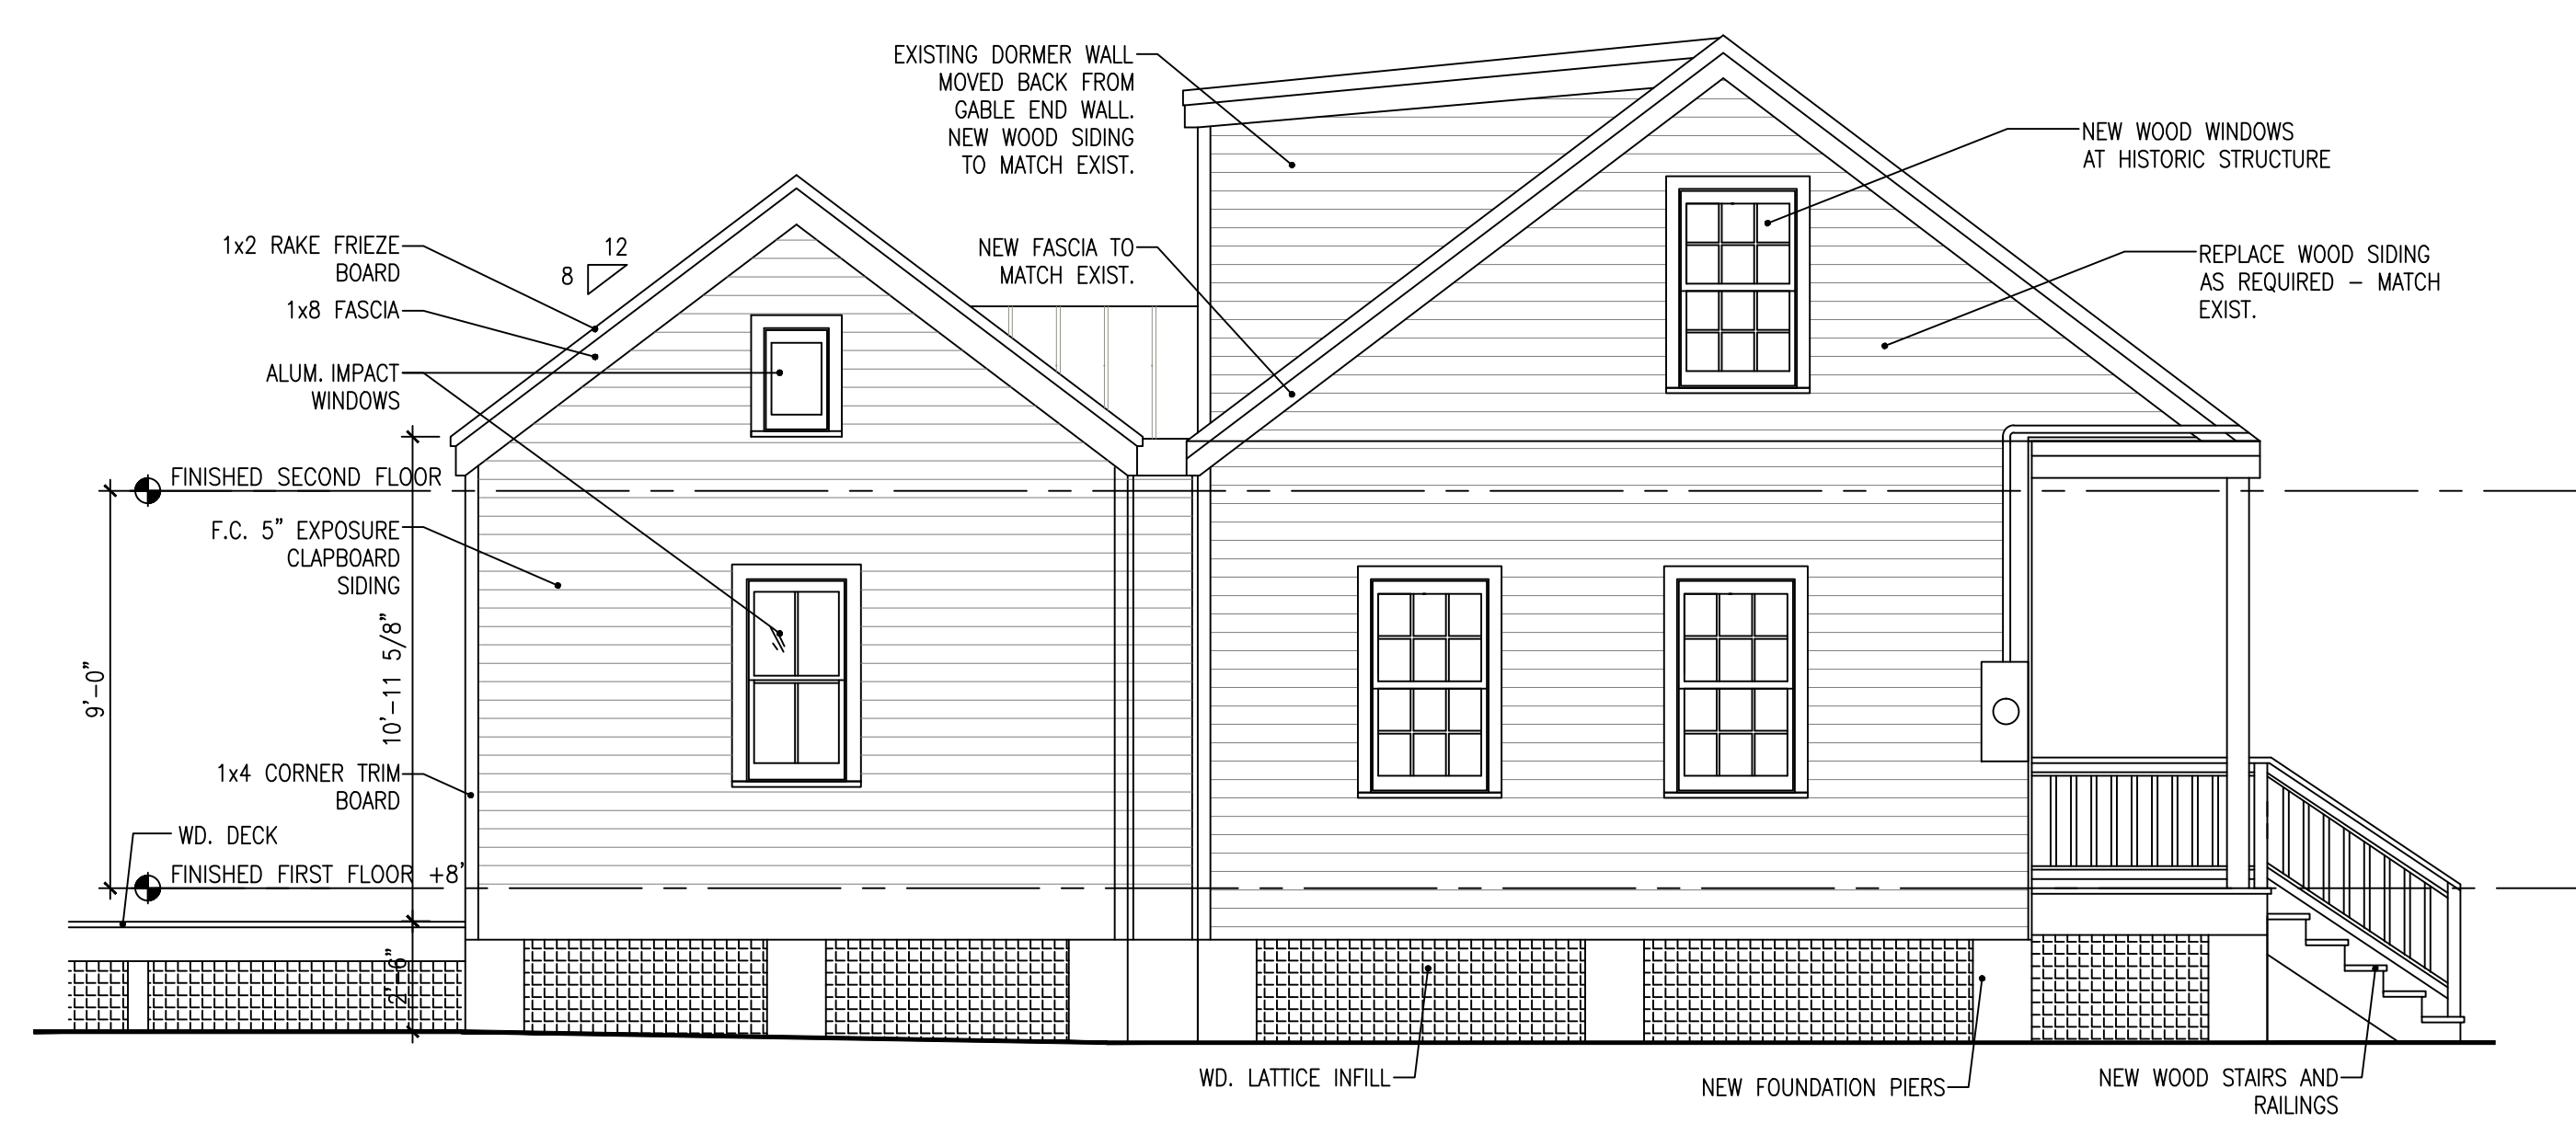 EXISTING DORMER WALL
MOVED BACK FROM
GABLE END WALL.
NEW WOOD SIDING
TO MATCH EXIST.
NEW WOOD WINDOWS
AT HISTORIC STRUCTURE
1x2 RAKE FRIEZE
BOARD
12
8
NEW FASCIA TO
MATCH EXIST.
REPLACE WOOD SIDING
AS REQUIRED – MATCH
EXIST.
1x8 FASCIA
ALUM. IMPACT
WINDOWS
FINISHED SECOND FLOOR
F.C. 5" EXPOSURE
CLAPBOARD
SIDING
9'-0"
10'-11 5/8"
1x4 CORNER TRIM
BOARD
WD. DECK
FINISHED FIRST FLOOR +8'
2'-6"
WD. LATTICE INFILL
NEW FOUNDATION PIERS
NEW WOOD STAIRS AND
RAILINGS